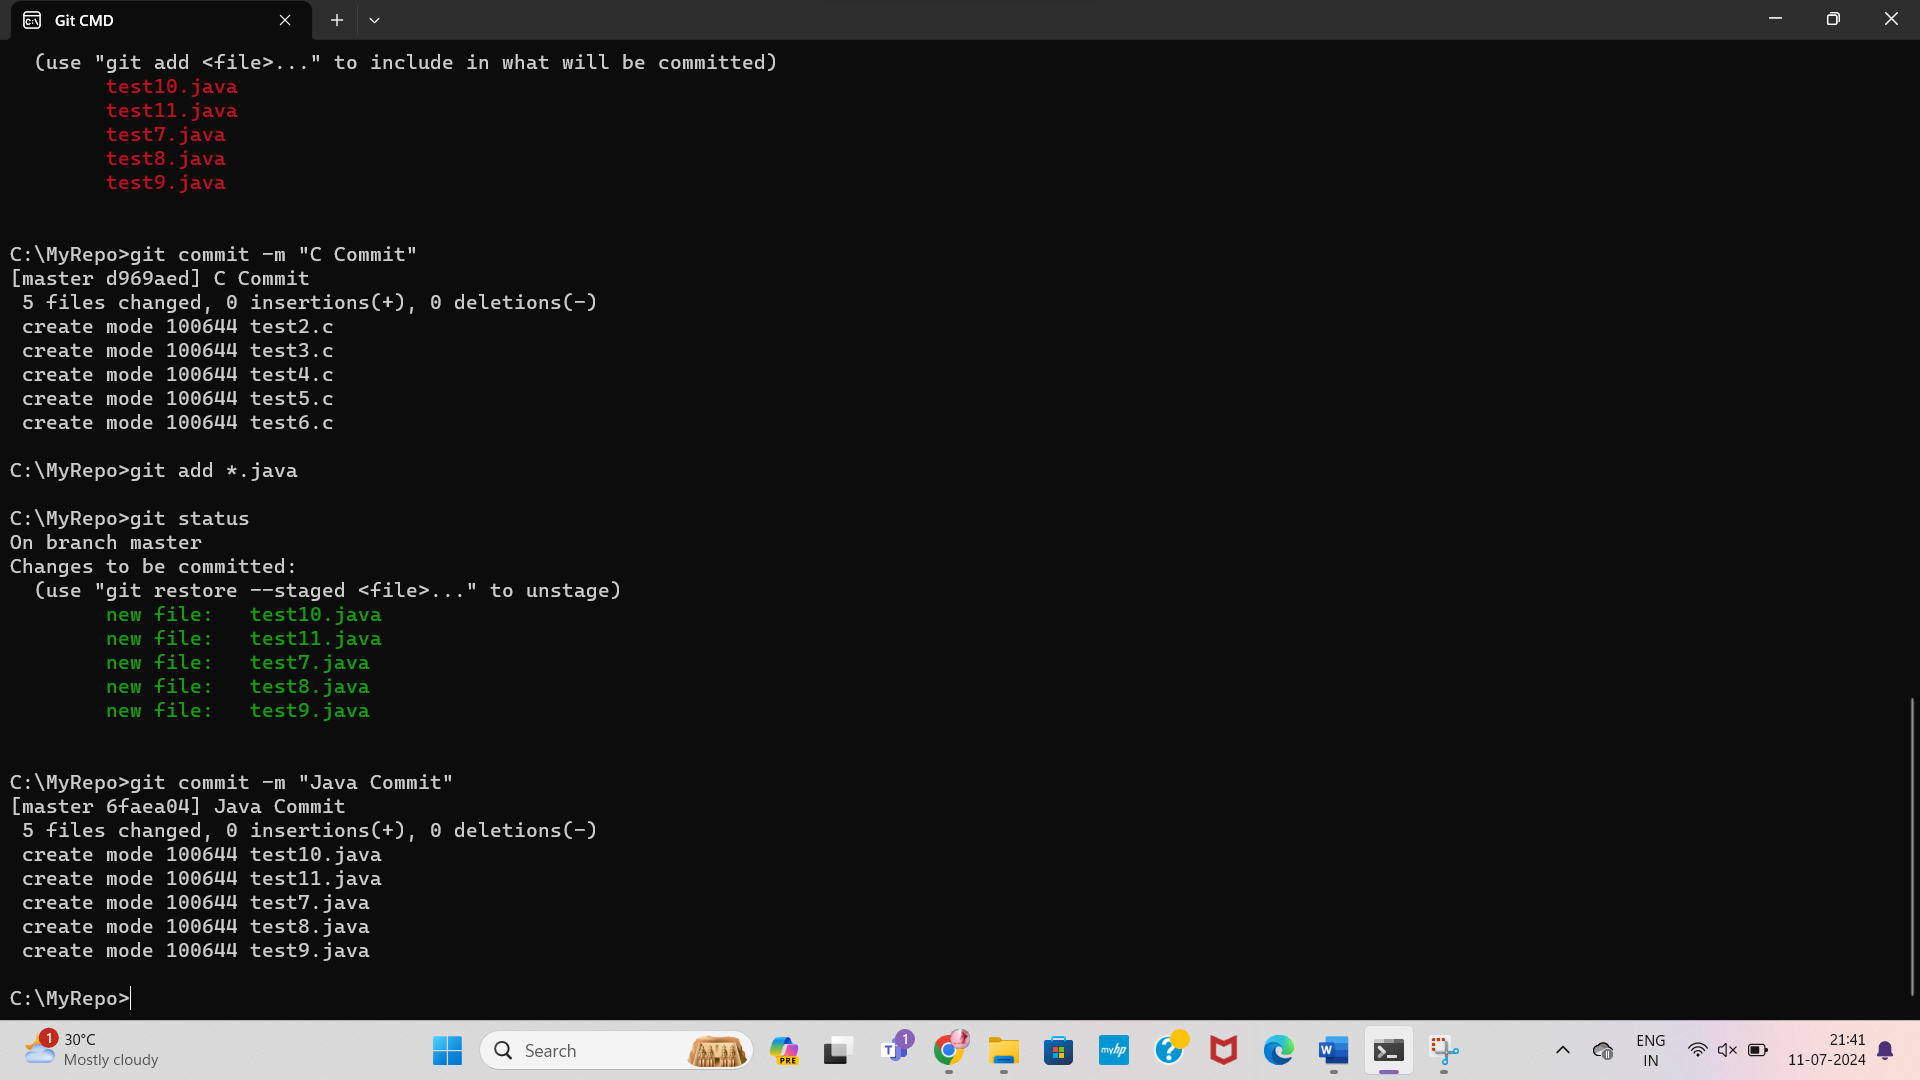 Git CMD
  (use "git add <file>..." to include in what will be committed)
        test10.java
        test11.java
        test7.java
        test8.java
        test9.java
C:\MyRepo>git commit -m "C Commit"
[master d969aed] C Commit
 5 files changed, 0 insertions(+), 0 deletions(-)
 create mode 100644 test2.c
 create mode 100644 test3.c
 create mode 100644 test4.c
 create mode 100644 test5.c
 create mode 100644 test6.c
C:\MyRepo>git add *.java
C:\MyRepo>git status
On branch master
Changes to be committed:
  (use "git restore --staged <file>..." to unstage)
        new file:   test10.java
        new file:   test11.java
        new file:   test7.java
        new file:   test8.java
        new file:   test9.java
C:\MyRepo>git commit -m "Java Commit"
[master 6faea04] Java Commit
 5 files changed, 0 insertions(+), 0 deletions(-)
 create mode 100644 test10.java
 create mode 100644 test11.java
 create mode 100644 test7.java
 create mode 100644 test8.java
 create mode 100644 test9.java
C:\MyRepo>
1
30°C
Mostly cloudy
Search
PRE
T
1
myhp
?
W
ENG
IN
21:41
11-07-2024